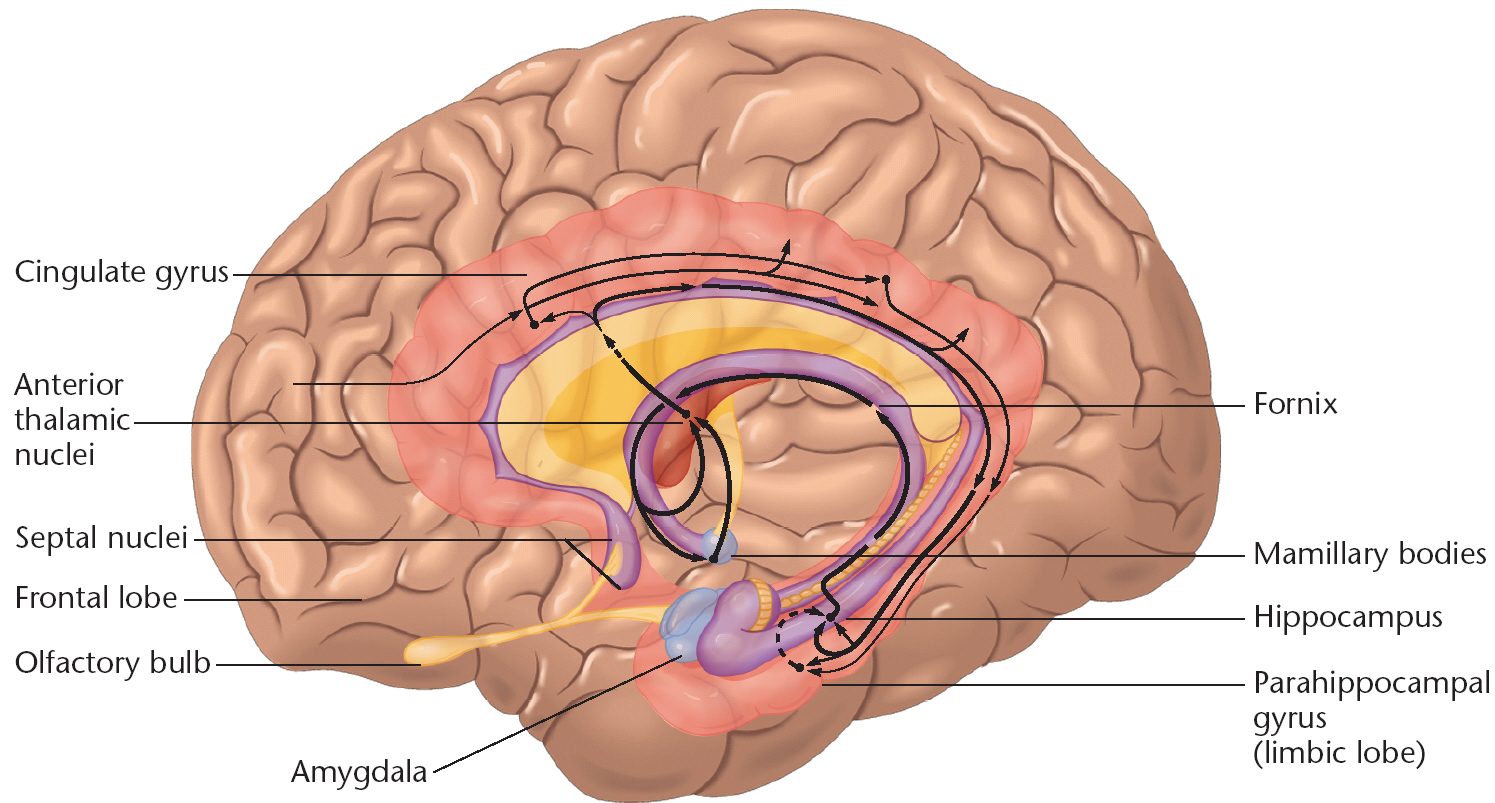 Cingulate gyrus
Anterior
thalamic
nuclei
Septal nuclei
Frontal lobe
Olfactory bulb
Amygdala
Fornix
Mamillary bodies
Hippocampus
Parahippocampal
gyrus
(limbic lobe)